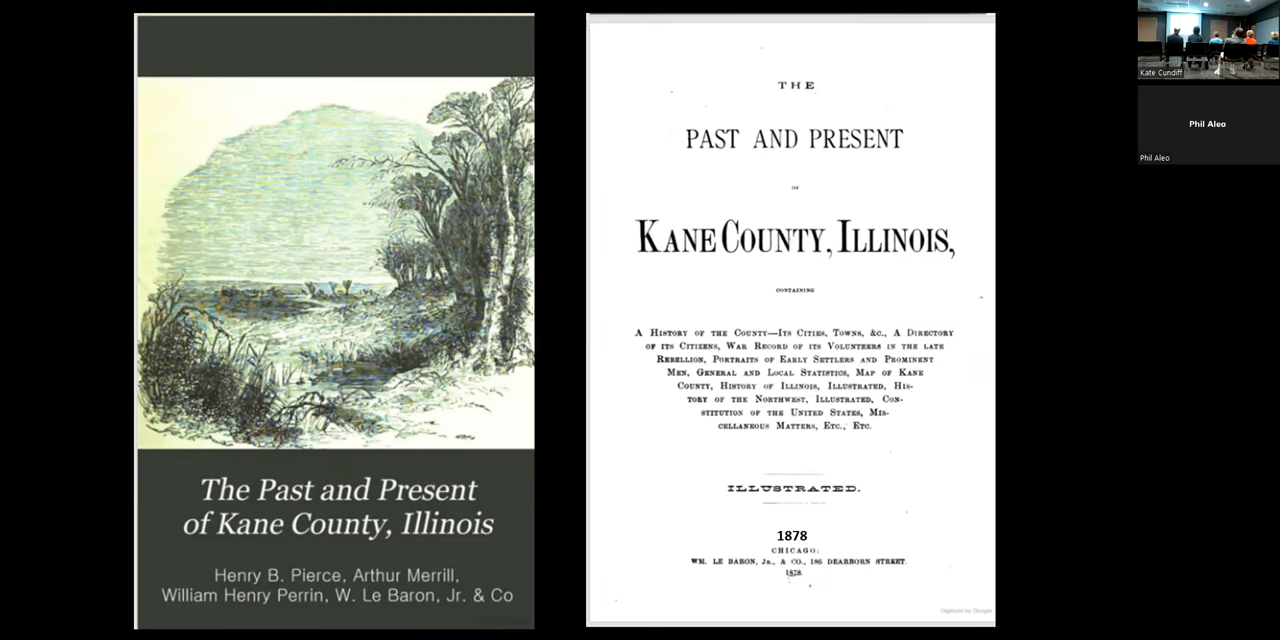 The Past and Present
of Kane County, Illinois
Henry B. Pierce, Arthur Merrill,
William Henry Perrin, W. Le Baron, Jr. & Co
THE
PAST AND PRESENT
OF
KANE COUNTY, ILLINOIS,
CONTAINING
A HISTORY OF THE COUNTY—ITS CITIES, TOWNS, &C., A DIRECTORY
OF ITS CITIZENS, WAR RECORD OF ITS VOLUNTEERS IN THE LATE
REBELLION, PORTRAITS OF EARLY SETTLERS AND PROMINENT
MEN, GENERAL AND LOCAL STATISTICS, MAP OF KANE
COUNTY, HISTORY OF ILLINOIS, ILLUSTRATED, HIS-
TORY OF THE NORTHWEST, ILLUSTRATED, CON-
STITUTION OF THE UNITED STATES, MIS-
CELLANEOUS MATTERS, ETC., ETC.
ILLUSTRATED.
1878
CHICAGO:
WM. LE BARON, JR., & CO., 186 DEARBORN STREET.
1878.
Digitized by Google
Kate Cundiff
Phil Aleo
Phil Aleo